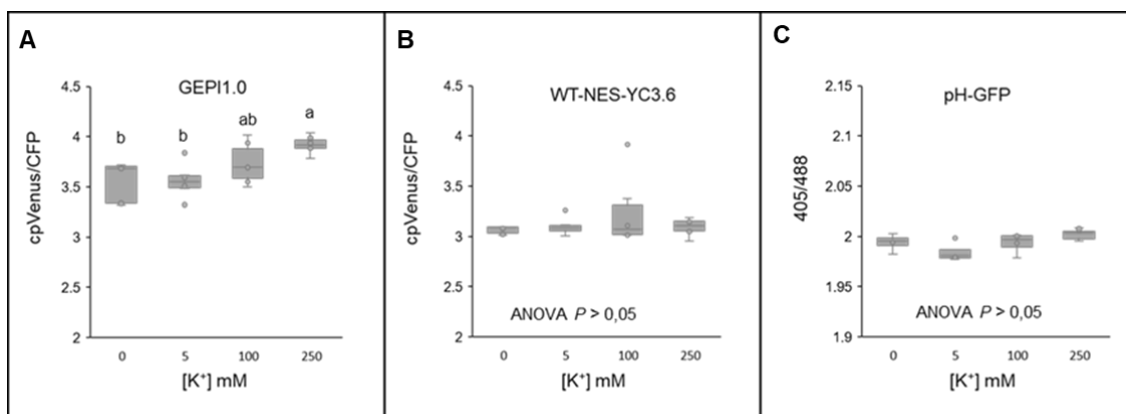 A
GEPI1.0
cpVenus/CFP
4.5
4
3.5
3
2.5
2
b
b
ab
a
0
5
100
250
[K⁺] mM
B
WT-NES-YC3.6
cpVenus/CFP
4.5
4
3.5
3
2.5
2
ANOVA P > 0,05
0
5
100
250
[K⁺] mM
C
pH-GFP
405/488
2.15
2.1
2.05
2
1.95
1.9
ANOVA P > 0,05
0
5
100
250
[K⁺] mM